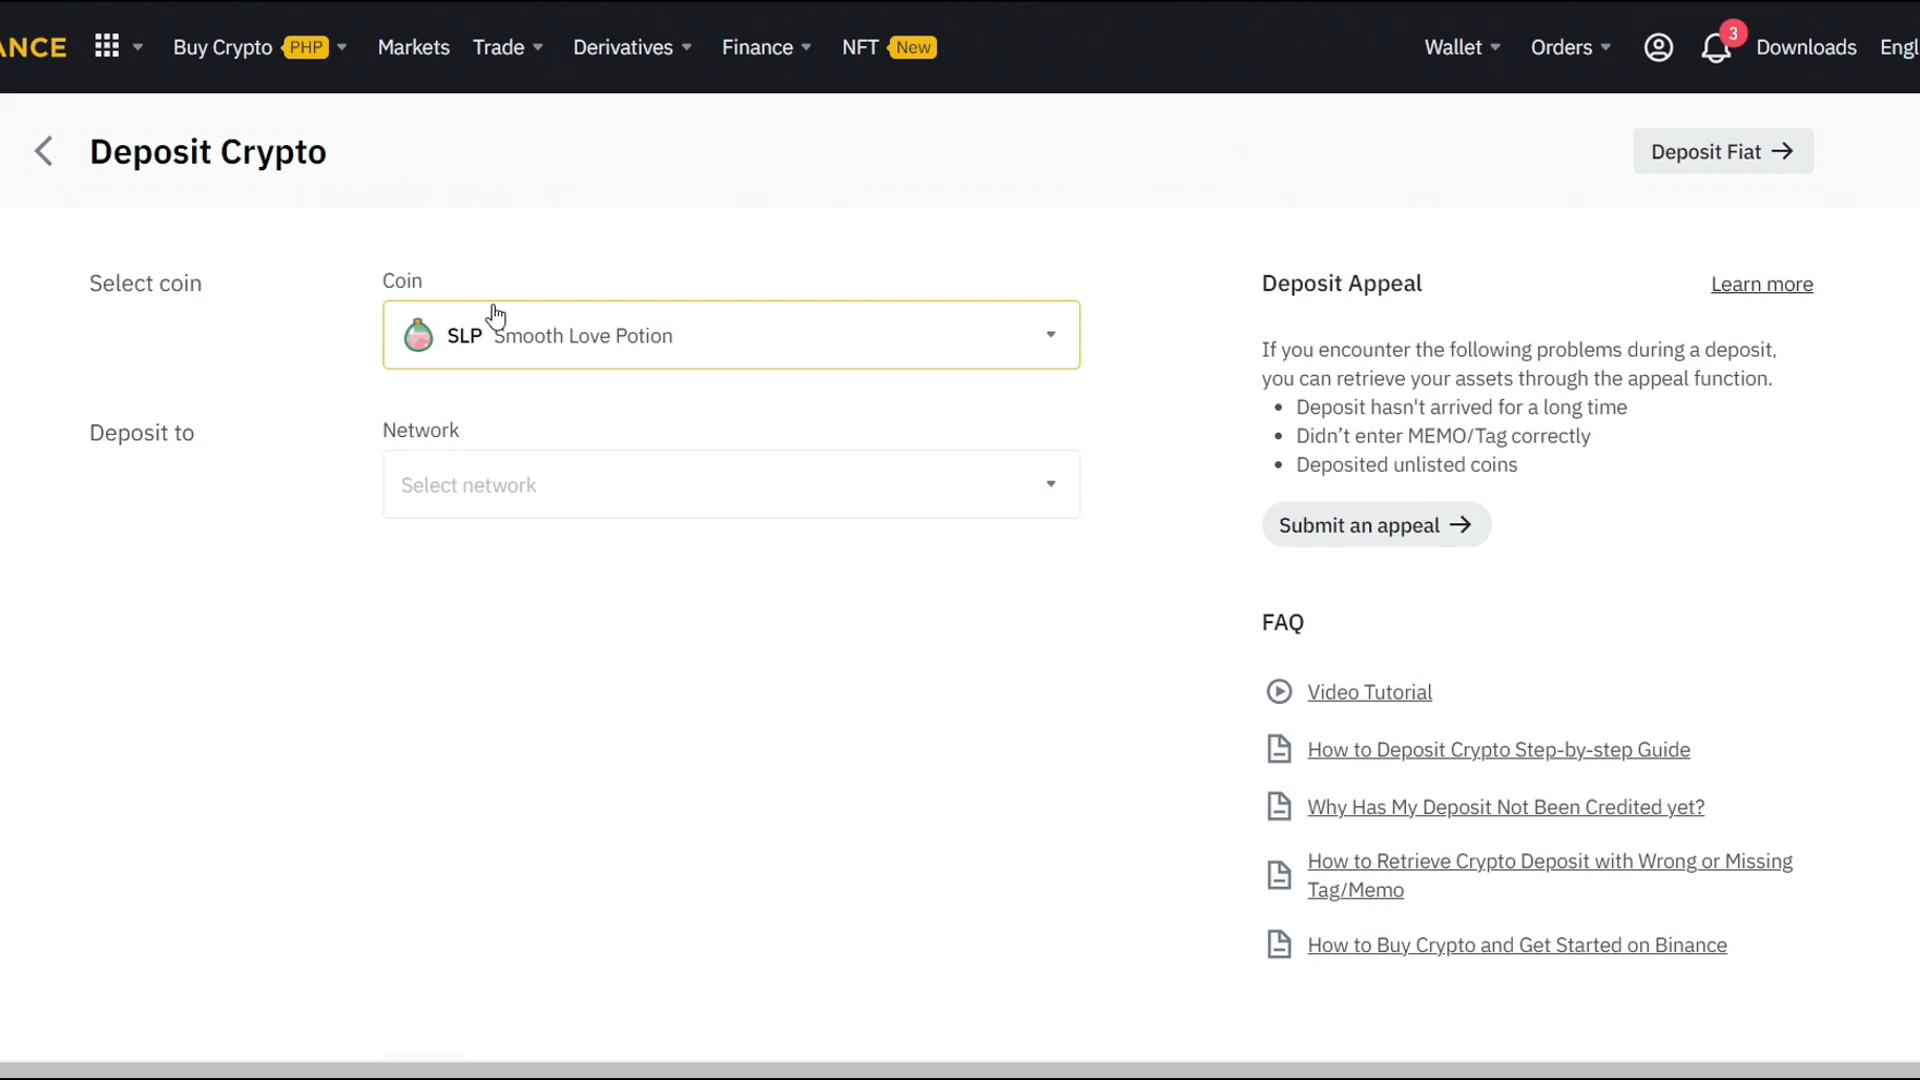 ANCE Buy Crypto PHP Markets Trade Derivatives Finance NFT New Wallet Orders 3 Downloads Engl
Deposit Crypto
Deposit Fiat
Select coin
Coin
SLP Smooth Love Potion
Deposit to
Network
Select network
Deposit Appeal
Learn more
If you encounter the following problems during a deposit,
you can retrieve your assets through the appeal function.
• Deposit hasn't arrived for a long time
• Didn’t enter MEMO/Tag correctly
• Deposited unlisted coins
Submit an appeal
FAQ
Video Tutorial
How to Deposit Crypto Step-by-step Guide
Why Has My Deposit Not Been Credited yet?
How to Retrieve Crypto Deposit with Wrong or Missing
Tag/Memo
How to Buy Crypto and Get Started on Binance